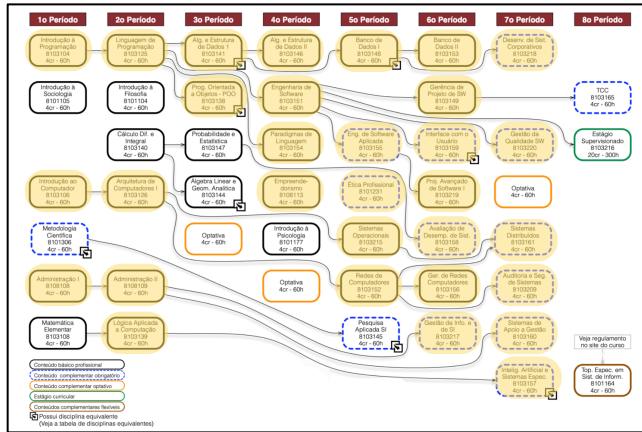 1o Período
2o Período
3o Período
4o Período
5o Período
6o Período
7o Período
8o Período
Introdução à
Programação
8103104
4cr - 60h
Linguagem de
Programação
8103125
4cr - 60h
Alg. e Estrutura
de Dados I
8103141
4cr - 60h
Alg. e Estrutura
de Dados II
8103146
4cr - 60h
Banco de
Dados I
8103148
4cr - 60h
Banco de
Dados II
8103153
4cr - 60h
Desenv. de Sist.
Corporativos
8103218
4cr - 60h
Introdução à
Sociologia
8101105
4cr - 60h
Introdução à
Filosofia
8101104
4cr - 60h
Prog. Orientada
a Objetos - POO
8103138
4cr - 60h
Engenharia de
Software
8103151
4cr - 60h
Gerência de
Projeto de SW
8103149
4cr - 60h
TCC
8103165
4cr - 60h
Cálculo Dif. e
Integral
8103140
4cr - 60h
Probabilidade e
Estatística
8103147
4cr - 60h
Paradigmas de
Linguagem
8103154
4cr - 60h
Eng. de Software
Aplicada
8103155
4cr - 60h
Interface com o
Usuário
8103159
4cr - 60h
Gestão da
Qualidade SW
8103220
4cr - 60h
Estágio
Supervisionado
8103216
20cr - 300h
Introdução ao
Computador
8103106
4cr - 60h
Arquitetura de
Computadores I
8103126
4cr - 60h
Álgebra Linear e
Geom. Analítica
8103144
4cr - 60h
Empreende-
dorismo
8106113
4cr - 60h
Ética Profissional
8101231
4cr - 60h
Proj. Avançado
de Software I
8103219
4cr - 60h
Optativa
4cr - 60h
Metodologia
Científica
8101306
4cr - 60h
Optativa
4cr - 60h
Introdução à
Psicologia
8101177
4cr - 60h
Sistemas
Operacionais
8103215
4cr - 60h
Avaliação de
Desemp. de Sist.
8103158
4cr - 60h
Sistemas
Distribuídos
8103161
4cr - 60h
Administração I
8108108
4cr - 60h
Administração II
8108109
4cr - 60h
Optativa
4cr - 60h
Redes de
Computadores
8103152
4cr - 60h
Ger. de Redes
Computadores
8103156
4cr - 60h
Auditoria e Seg.
de Sistemas
8103209
4cr - 60h
Matemática
Elementar
8103108
4cr - 60h
Lógica Aplicada
a Computação
8103139
4cr - 60h
Pesquisa
Aplicada SI
8103145
4cr - 60h
Gestão da Info. e
de SI
8103217
4cr - 60h
Sistemas de
Apoio a Gestão
8103160
4cr - 60h
Veja regulamento
no site do curso
Intelig. Artificial e
Sistemas Espec.
8103157
4cr - 60h
Top. Espec. em
Sist. de Inform.
8101164
4cr - 60h
Conteúdo básico profissional
Conteúdo complementar obrigatório
Conteúdo complementar optativo
Estágio curricular
Conteúdos complementares flexíveis
Possui disciplina equivalente
(Veja a tabela de disciplinas equivalentes)